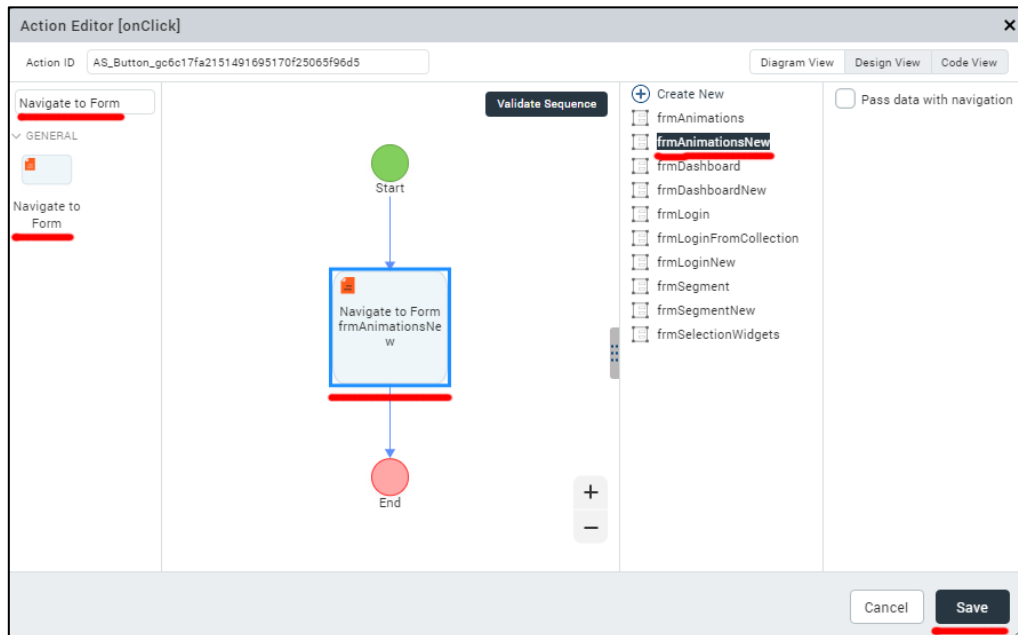 Action Editor [onClick]
Action ID
AS_Button_gc6c17fa2151491695170f25065f96d5
Diagram View
Design View
Code View
Navigate to Form
GENERAL
Navigate to
Form
Validate Sequence
Start
Navigate to Form
frmAnimationsNe
w
End
Create New
frmAnimations
frmAnimationsNew
frmDashboard
frmDashboardNew
frmLogin
frmLoginFromCollection
frmLoginNew
frmSegment
frmSegmentNew
frmSelectionWidgets
Pass data with navigation
Cancel
Save